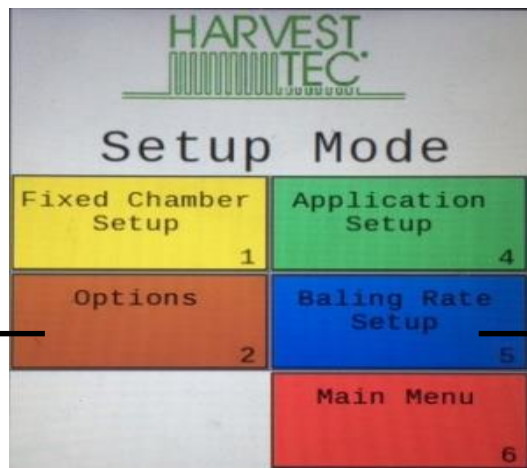 HARVEST
TEC
Setup Mode
Fixed Chamber
Setup
1
Application
Setup
4
Options
2
Baling Rate
Setup
5
Main Menu
6